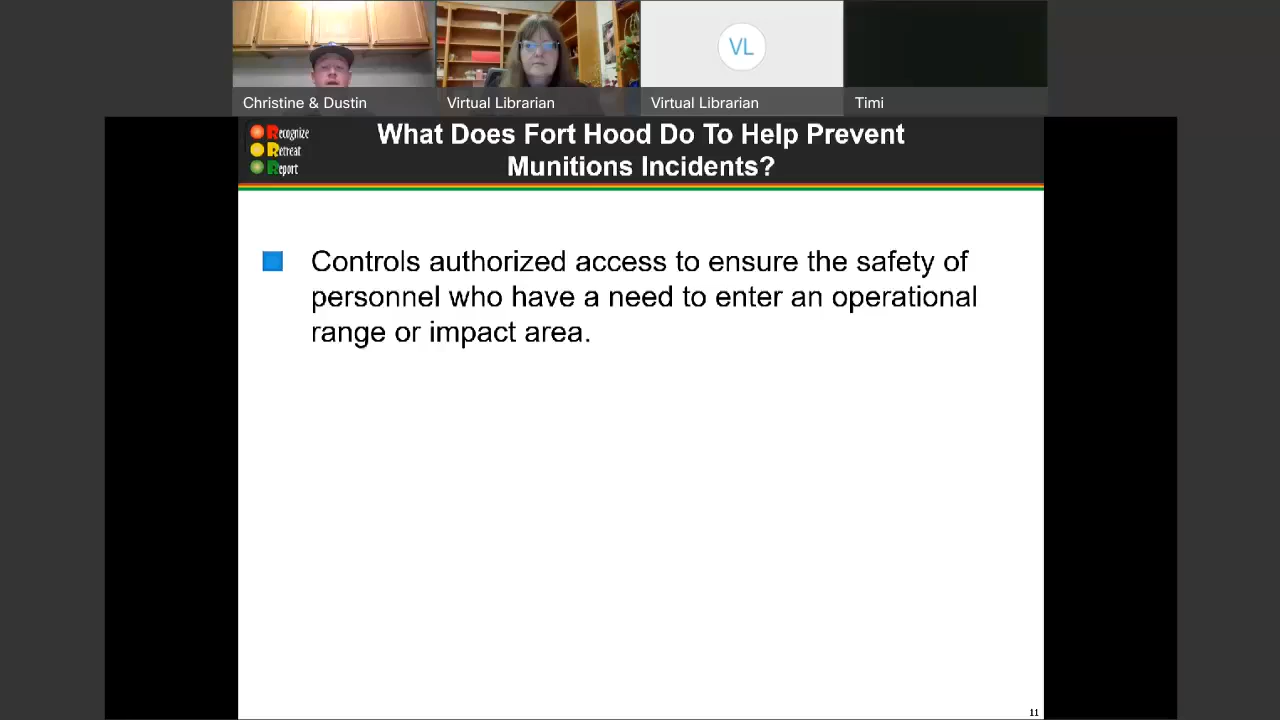 VL
Christine & Dustin
Virtual Librarian
Virtual Librarian
Timi
Recognize
Retreat
Report
What Does Fort Hood Do To Help Prevent
Munitions Incidents?
Controls authorized access to ensure the safety of
personnel who have a need to enter an operational
range or impact area.
11